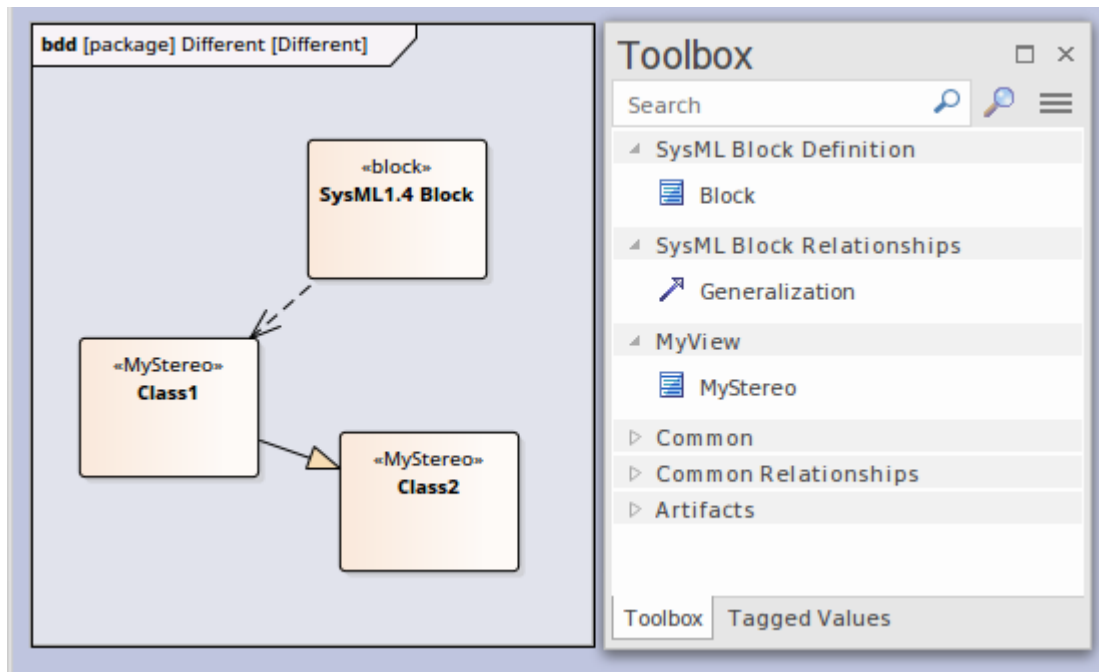 bdd [package] Different [Different]
«block»
SysML1.4 Block
«MyStereo»
Class1
«MyStereo»
Class2
Toolbox
Search
SysML Block Definition
Block
SysML Block Relationships
Generalization
MyView
MyStereo
Common
Common Relationships
Artifacts
Toolbox Tagged Values